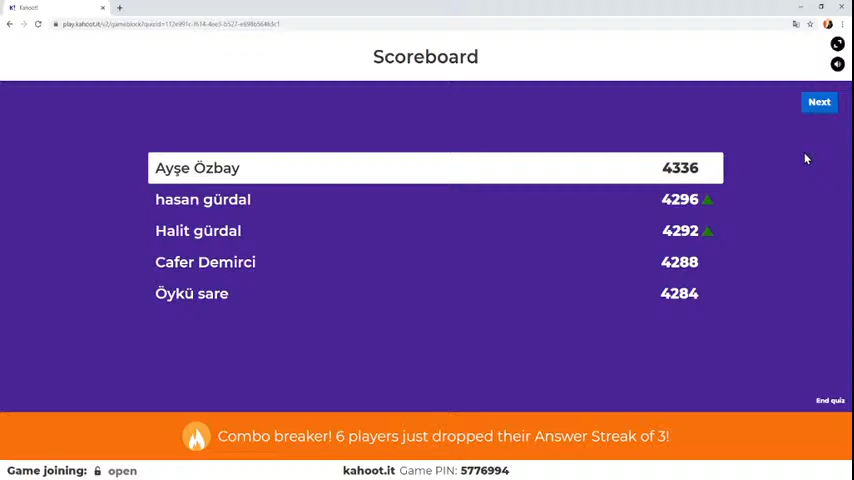 Kahoot!
Scoreboard
Next
Ayşe Özbay 4336
hasan gürdal 4296
Halit gürdal 4292
Cafer Demirci 4288
Öykü sare 4284
End quiz
Combo breaker! 6 players just dropped their Answer Streak of 3!
Game joining: open
kahoot.it Game PIN: 5776994